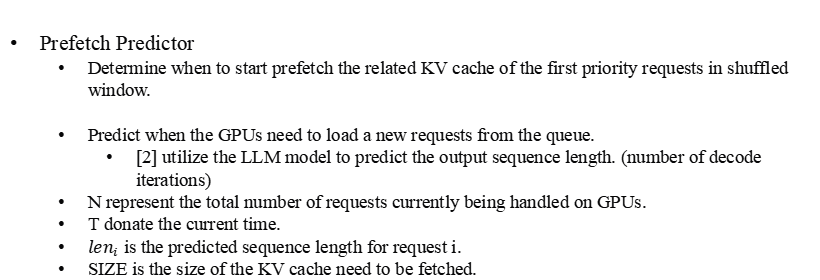 • Prefetch Predictor
• Determine when to start prefetch the related KV cache of the first priority requests in shuffled
window.
• Predict when the GPUs need to load a new requests from the queue.
• [2] utilize the LLM model to predict the output sequence length. (number of decode
iterations)
• N represent the total number of requests currently being handled on GPUs.
• T donate the current time.
• lenᵢ is the predicted sequence length for request i.
• SIZE is the size of the KV cache need to be fetched.